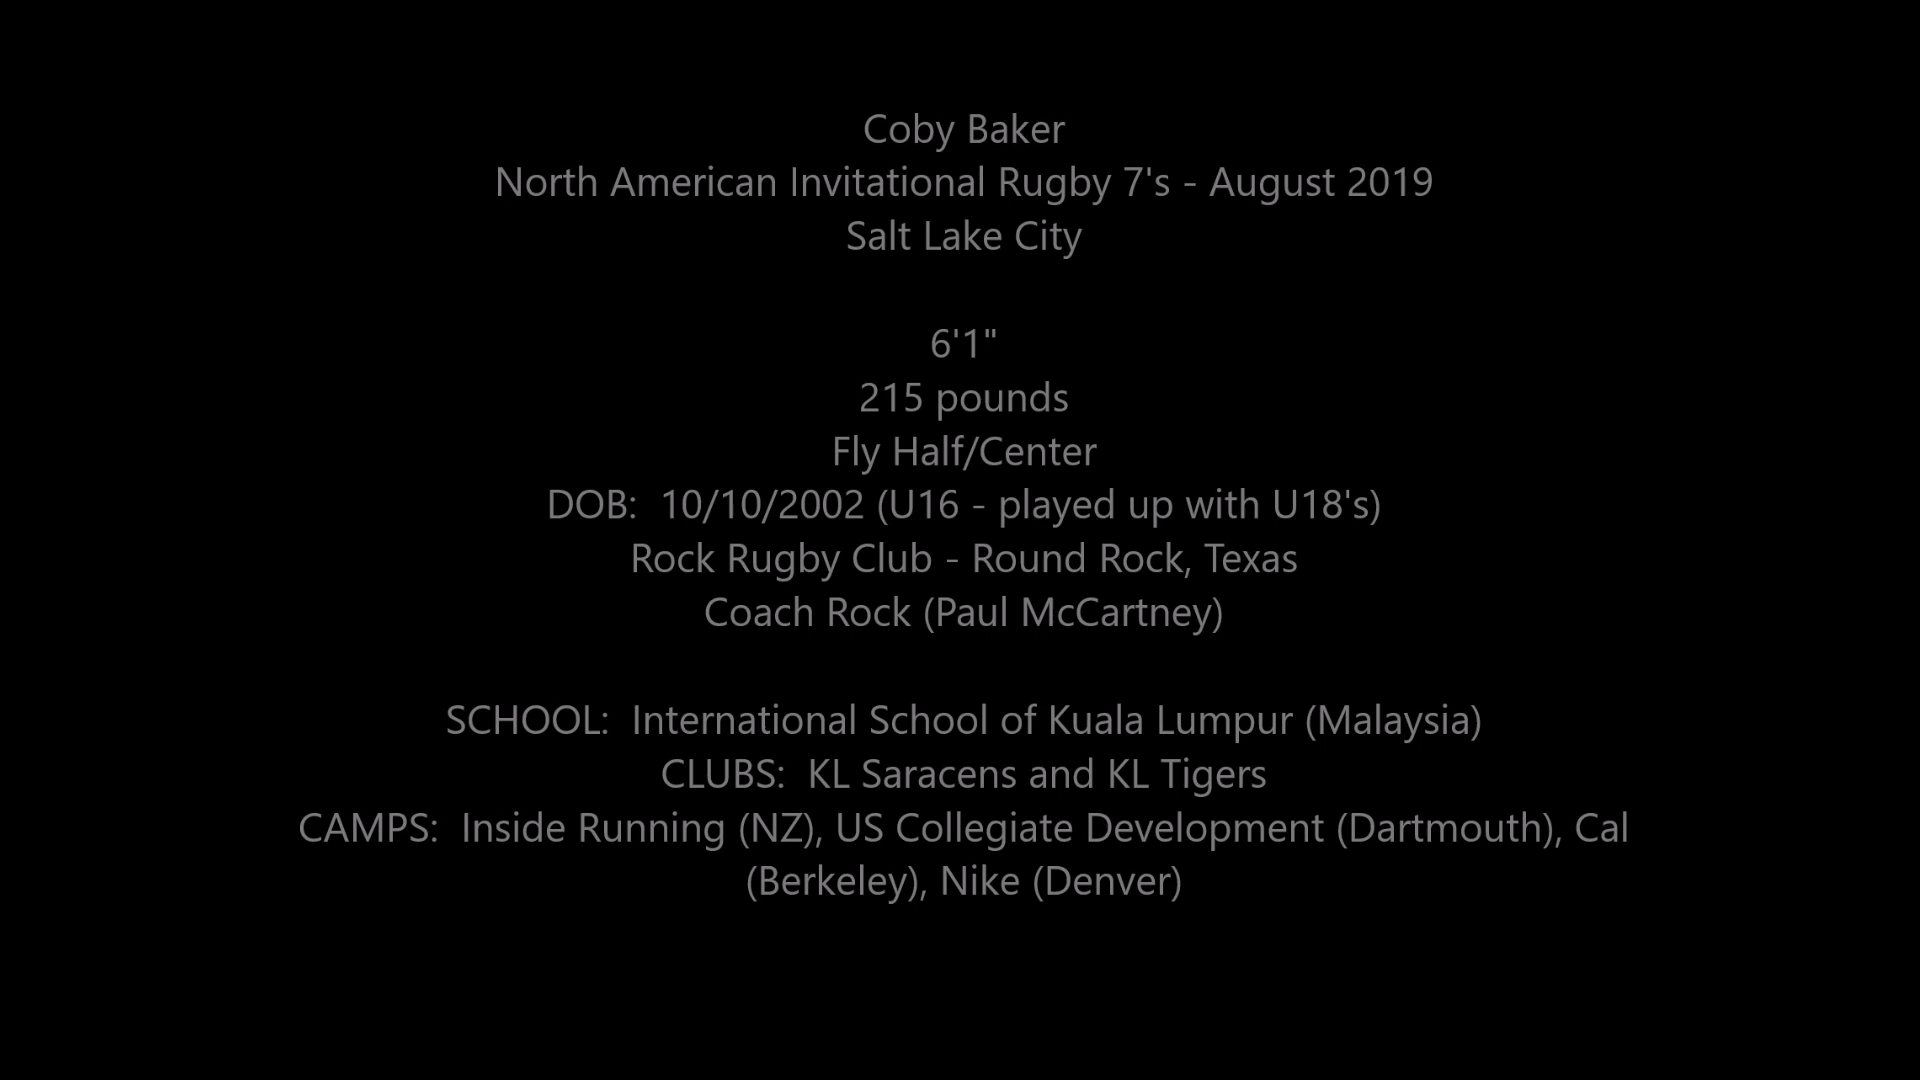 Coby Baker
North American Invitational Rugby 7's - August 2019
Salt Lake City
6'1"
215 pounds
Fly Half/Center
DOB:  10/10/2002 (U16 - played up with U18's)
Rock Rugby Club - Round Rock, Texas
Coach Rock (Paul McCartney)
SCHOOL:  International School of Kuala Lumpur (Malaysia)
CLUBS:  KL Saracens and KL Tigers
CAMPS:  Inside Running (NZ), US Collegiate Development (Dartmouth), Cal
(Berkeley), Nike (Denver)